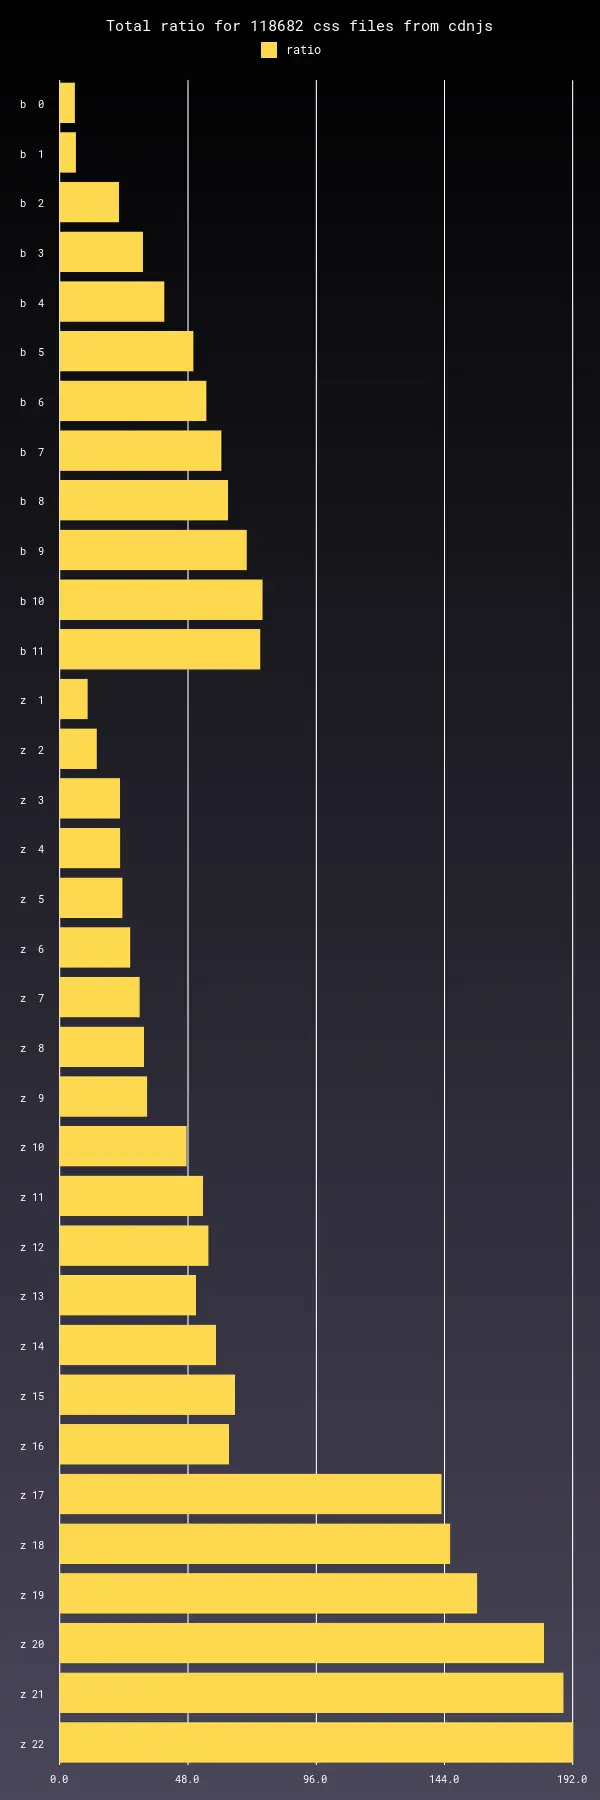 Total ratio for 118682 css files from cdnjs
ratio
b 0
b 1
b 2
b 3
b 4
b 5
b 6
b 7
b 8
b 9
b 10
b 11
z 1
z 2
z 3
z 4
z 5
z 6
z 7
z 8
z 9
z 10
z 11
z 12
z 13
z 14
z 15
z 16
z 17
z 18
z 19
z 20
z 21
z 22
0.0 48.0 96.0 144.0 192.0